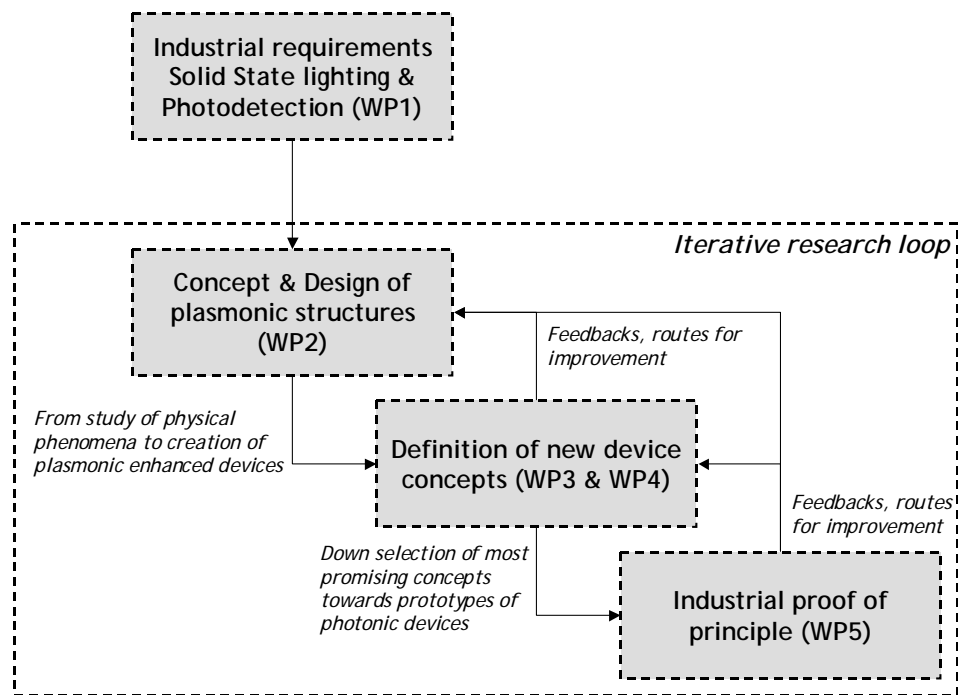 Industrial requirements
Solid State lighting &
Photodetection (WP1)
Iterative research loop
Concept & Design of
plasmonic structures
(WP2)
Feedbacks, routes for
improvement
From study of physical
phenomena to creation of
plasmonic enhanced devices
Definition of new device
concepts (WP3 & WP4)
Feedbacks, routes
for improvement
Down selection of most
promising concepts
towards prototypes of
photonic devices
Industrial proof of
principle (WP5)